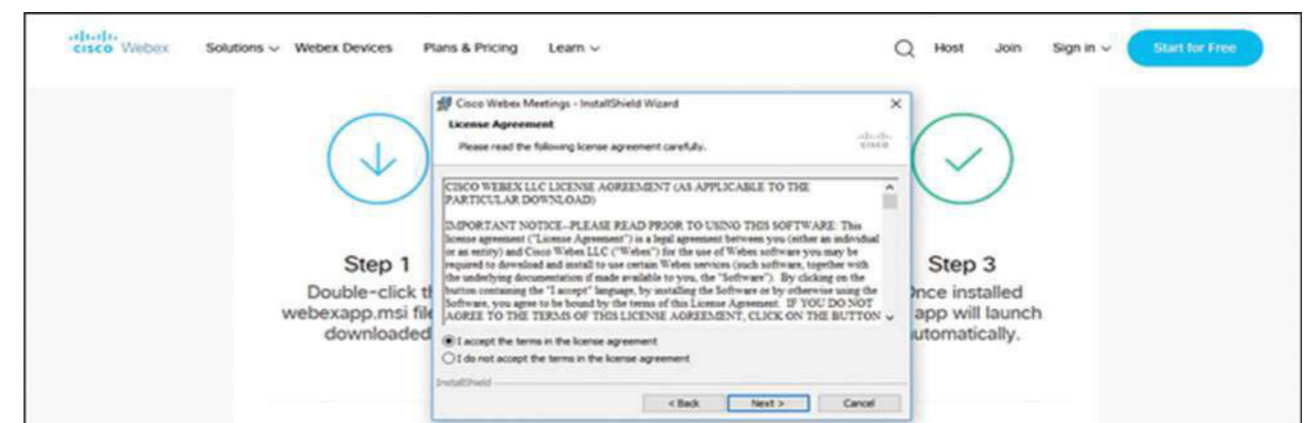 cisco Webex
Solutions
Webex Devices
Plans & Pricing
Learn
Host
Join
Sign in
Start for Free
Cisco Webex Meetings - InstallShield Wizard
License Agreement
Please read the following license agreement carefully.
cisco
CISCO WEBEX LLC LICENSE AGREEMENT (AS APPLICABLE TO THE
PARTICULAR DOWNLOAD)
IMPORTANT NOTICE--PLEASE READ PRIOR TO USING THIS SOFTWARE: This
license agreement ("License Agreement") is a legal agreement between you (either an individual
or an entity) and Cisco Webex LLC ("Webex") for the use of Webex software you may be
required to download and install to use certain Webex services (such software, together with
the underlying documentation if made available to you, the "Software"). By clicking on the
button containing the "I accept" language, by installing the Software or by otherwise using the
Software, you agree to be bound by the terms of this License Agreement. IF YOU DO NOT
AGREE TO THE TERMS OF THIS LICENSE AGREEMENT, CLICK ON THE BUTTON
I accept the terms in the license agreement
I do not accept the terms in the license agreement
InstallShield
< Back
Next >
Cancel
Step 1
Double-click
webexapp.msi
downloaded
Step 3
installed
app will launch